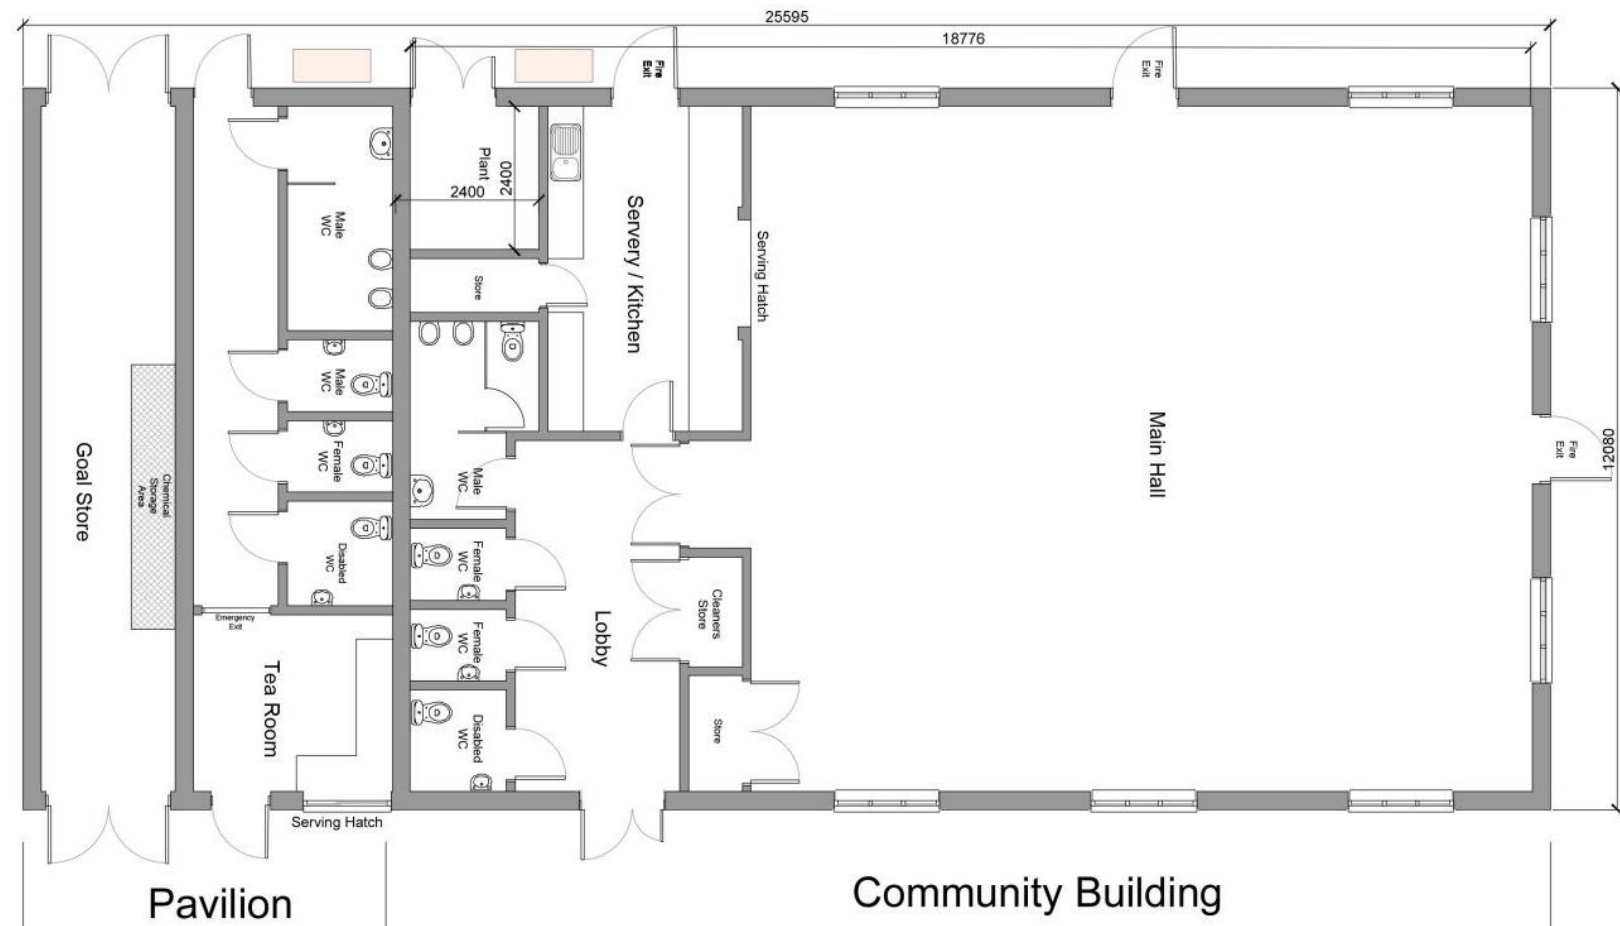 25595
18776
Fire
Exit
Fire
Exit
Plant
2400
2400
Male
WC
Servery / Kitchen
Serving Hatch
Store
Male
WC
Main Hall
12080
Fire
Exit
Goal Store
Chemical
Storage
Area
Female
WC
Male
WC
Disabled
WC
Female
WC
Cleaners
Store
Emergency
Exit
Lobby
Female
WC
Tea Room
Disabled
WC
Store
Serving Hatch
Pavilion
Community Building